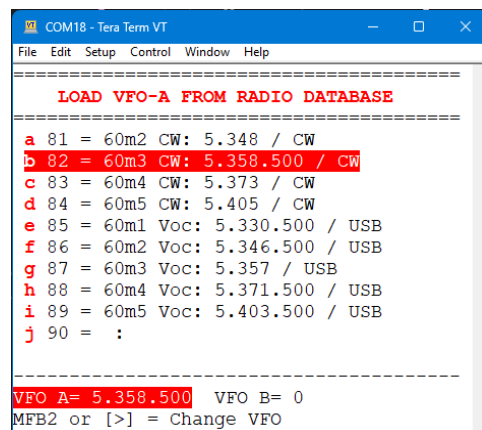 COM18 - Tera Term VT
File Edit Setup Control Window Help
===========================================
LOAD VFO-A FROM RADIO DATABASE
===========================================
a 81 = 60m2 CW: 5.348 / CW
b 82 = 60m3 CW: 5.358.500 / CW
c 83 = 60m4 CW: 5.373 / CW
d 84 = 60m5 CW: 5.405 / CW
e 85 = 60m1 Voc: 5.330.500 / USB
f 86 = 60m2 Voc: 5.346.500 / USB
g 87 = 60m3 Voc: 5.357 / USB
h 88 = 60m4 Voc: 5.371.500 / USB
i 89 = 60m5 Voc: 5.403.500 / USB
j 90 =  :
-------------------------------------------
VFO A= 5.358.500  VFO B= 0
MFB2 or [>] = Change VFO